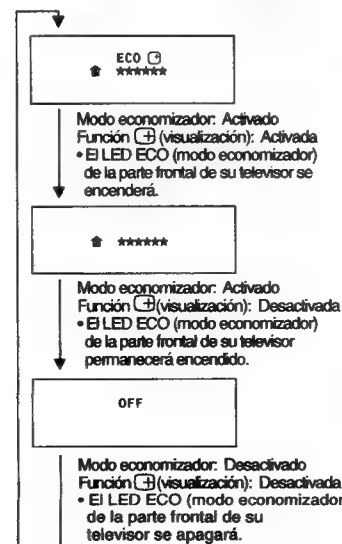 ECO
******
Modo economizador: Activado
Función (visualización): Activada
• El LED ECO (modo economizador)
de la parte frontal de su televisor se
encenderá.
******
Modo economizador: Activado
Función (visualización): Desactivada
• El LED ECO (modo economizador)
de la parte frontal de su televisor
permanecerá encendido.
OFF
Modo economizador: Desactivado
Función (visualización): Desactivada
• El LED ECO (modo economizador
de la parte frontal de su
televisor se apagará.